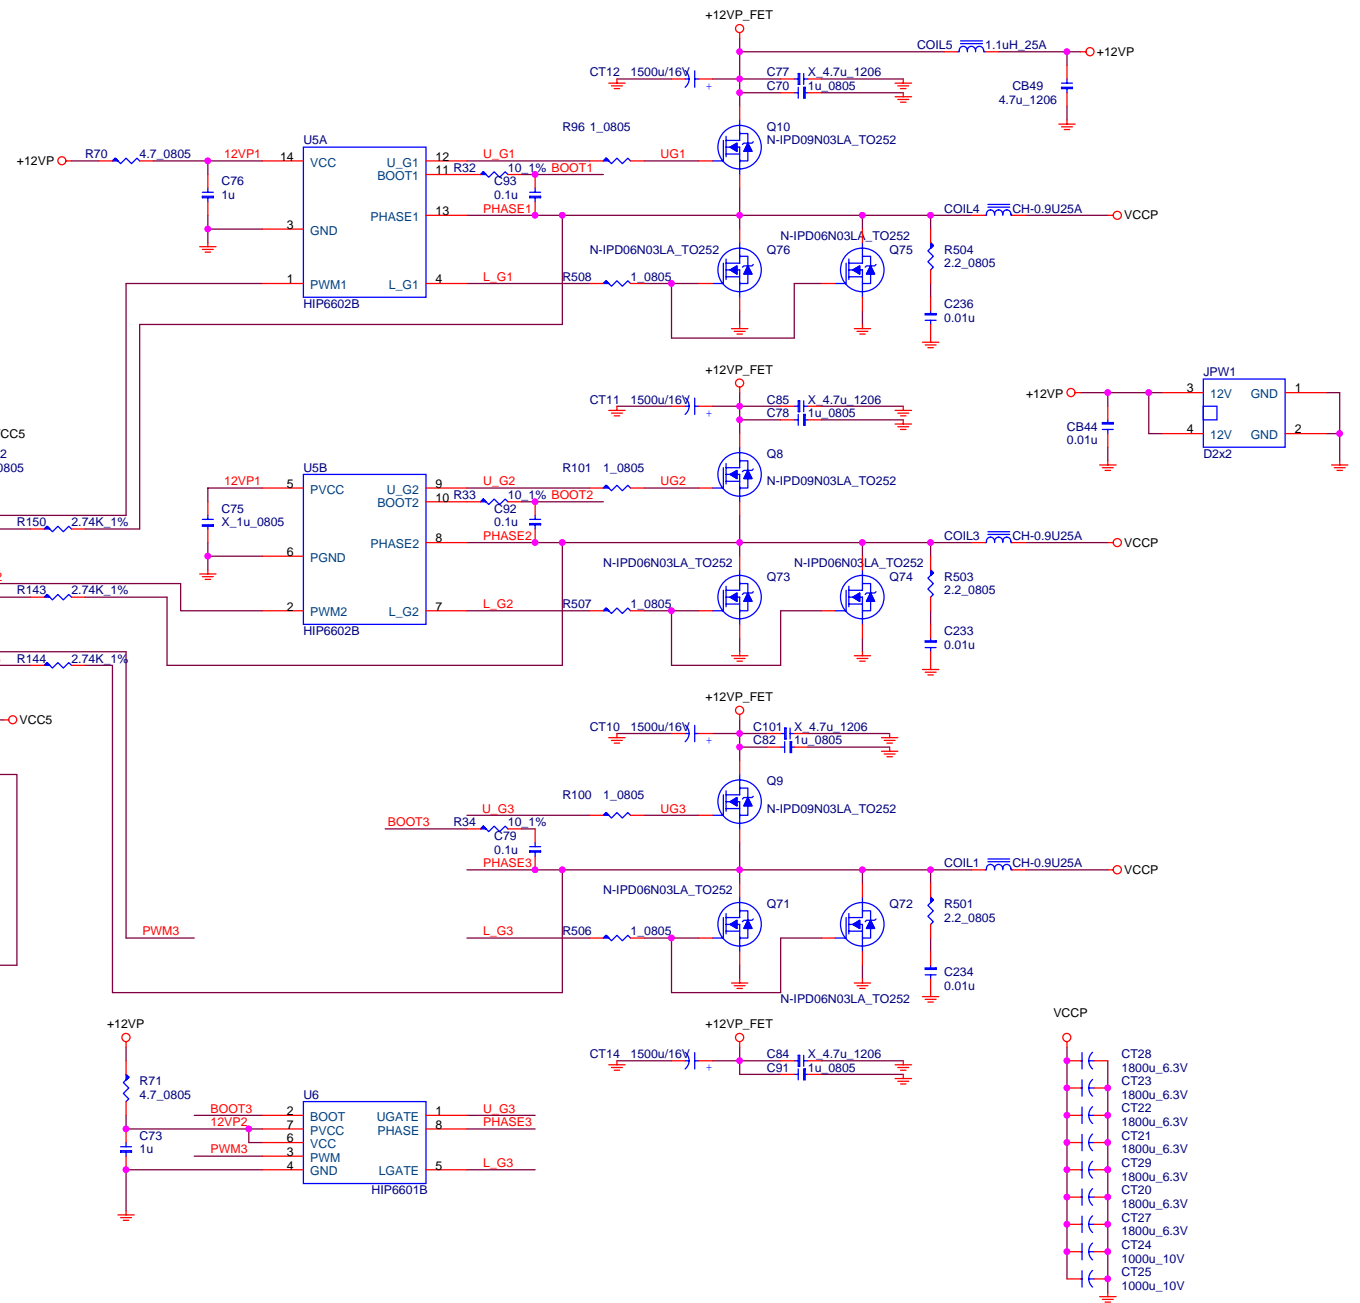 +12VP_FET
COIL5 1.1uH_25A
+12VP
CT12 1500u/16V
+
C77 X_4.7u_1206
C70 1u_0805
CB49
4.7u_1206
R96 1_0805
Q10
N-IPD09N03LA_TO252
U5A
+12VP
R70 4.7_0805
12VP1
14 VCC
U_G1 12
U_G1
UG1
BOOT1 11
R32 10_1% BOOT1
C76
1u
C93
0.1u
PHASE1 13
PHASE1
COIL4 CH-0.9U25A
VCCP
3 GND
N-IPD06N03LA_TO252
Q76
N-IPD06N03LA_TO252
Q75
R504
2.2_0805
1 PWM1
L_G1 4
L_G1
R508 1_0805
HIP6602B
C236
0.01u
+12VP_FET
CT11 1500u/16V
+
C85 X_4.7u_1206
C78 1u_0805
+12VP
CB44
0.01u
JPW1
3 12V GND 1
4 12V GND 2
D2x2
CC5
2
0805
Q8
N-IPD09N03LA_TO252
R101 1_0805
U5B
12VP1
5 PVCC
U_G2 9
U_G2
UG2
BOOT2 10
R33 10_1% BOOT2
C75
X_1u_0805
C92
0.1u
R150 2.74K_1%
PHASE2 8
PHASE2
COIL3 CH-0.9U25A
VCCP
6 PGND
N-IPD06N03LA_TO252
Q73
N-IPD06N03LA_TO252
Q74
R503
2.2_0805
R143 2.74K_1%
2 PWM2
L_G2 7
L_G2
R507 1_0805
HIP6602B
C233
0.01u
R144 2.74K_1%
+12VP_FET
VCC5
CT10 1500u/16V
+
C101 X_4.7u_1206
C82 1u_0805
Q9
N-IPD09N03LA_TO252
R100 1_0805
U_G3
UG3
BOOT3
R34 10_1%
C79
0.1u
PHASE3
COIL1 CH-0.9U25A
VCCP
N-IPD06N03LA_TO252
Q71
Q72
R501
2.2_0805
PWM3
L_G3
R506 1_0805
C234
0.01u
N-IPD06N03LA_TO252
+12VP
+12VP_FET
VCCP
CT14 1500u/16V
+
C84 X_4.7u_1206
C91 1u_0805
R71
4.7_0805
U6
BOOT3
2 BOOT
UGATE 1
U_G3
12VP2
7 PVCC
PHASE 8
PHASE3
6 VCC
C73
1u
PWM3
3 PWM
4 GND
LGATE 5
L_G3
HIP6601B
CT28
1800u_6.3V
CT23
1800u_6.3V
CT22
1800u_6.3V
CT21
1800u_6.3V
CT29
1800u_6.3V
CT20
1800u_6.3V
CT27
1800u_6.3V
CT24
1000u_10V
CT25
1000u_10V